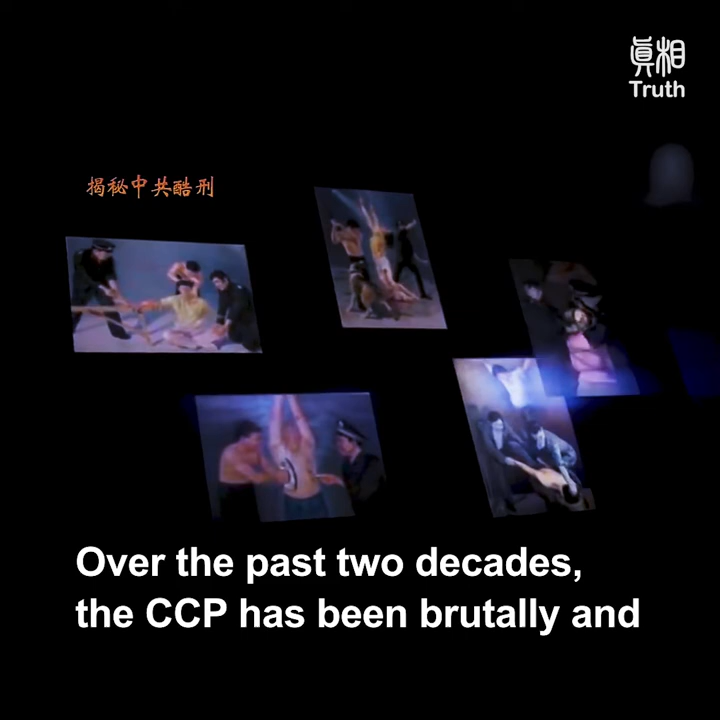 眞相
Truth
揭秘中共酷刑
Over the past two decades,
the CCP has been brutally and